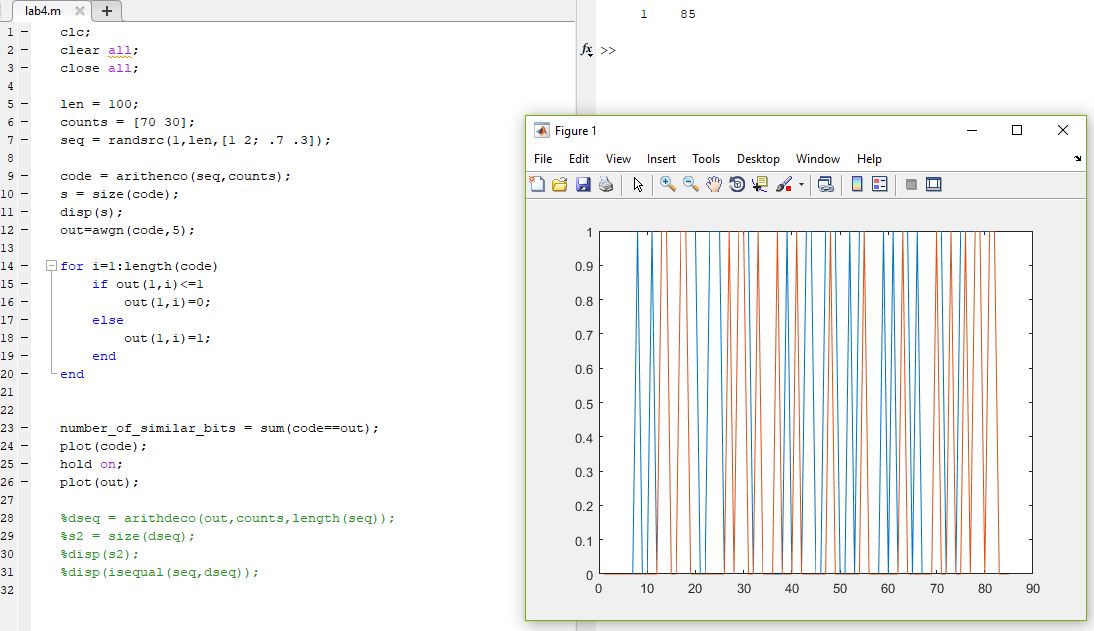 lab4.m
1 clc;
2 clear all;
3 close all;
4
5 len = 100;
6 counts = [70 30];
7 seq = randsrc(1,len,[1 2; .7 .3]);
8
9 code = arithenco(seq,counts);
10 s = size(code);
11 disp(s);
12 out=awgn(code,5);
13
14 for i=1:length(code)
15 if out(1,i)<=1
16 out(1,i)=0;
17 else
18 out(1,i)=1;
19 end
20 end
21
22
23 number_of_similar_bits = sum(code==out);
24 plot(code);
25 hold on;
26 plot(out);
27
28 %dseq = arithdeco(out,counts,length(seq));
29 %s2 = size(dseq);
30 %disp(s2);
31 %disp(isequal(seq,dseq));
32
1 85
fx >>
Figure 1
File Edit View Insert Tools Desktop Window Help
1
0.9
0.8
0.7
0.6
0.5
0.4
0.3
0.2
0.1
0
0 10 20 30 40 50 60 70 80 90